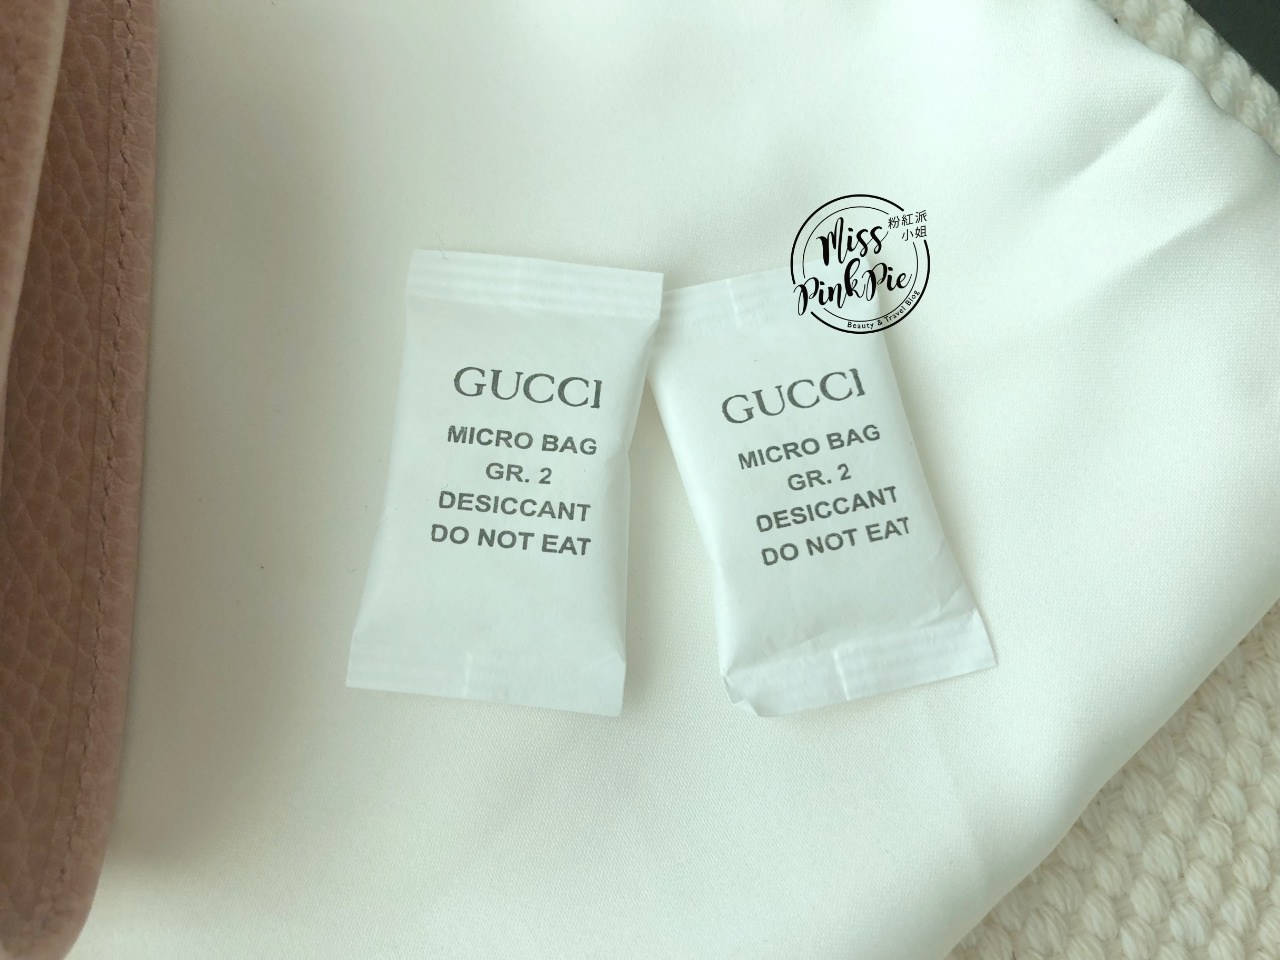 GUCCI
MICRO BAG
GR. 2
DESICCANT
DO NOT EAT
GUCCI
MICRO BAG
GR. 2
DESICCANT
DO NOT EAT
Miss
PinkPie
粉紅派
小姐
Beauty & Travel Blog